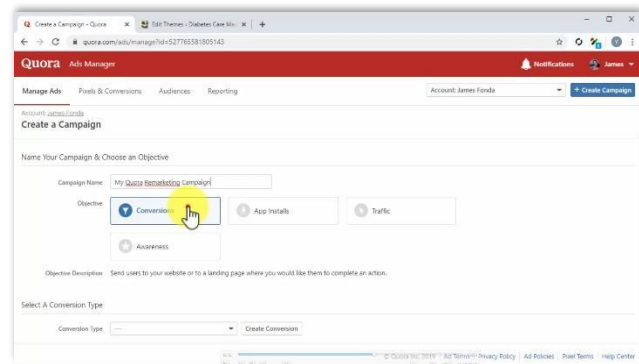 Create a Campaign - Quora
Edit Themes - Diabetes Care
quora.com/ads/manage?id=527765581805143
Quora Ads Manager
Notifications
James
Manage Ads Pixels & Conversions Audiences Reporting
Account: James Fonda
+ Create Campaign
Account: James Fonda
Create a Campaign
Name Your Campaign & Choose an Objective
Campaign Name My Quora Remarketing Campaign
Objective
Conversions App Installs Traffic
Awareness
Objective Description Send users to your website or to a landing page where you would like them to complete an action.
Select A Conversion Type
Conversion Type ---- Create Conversion
© Quora Inc. 2019 Ad Terms Privacy Policy Ad Policies Pixel Terms Help Center